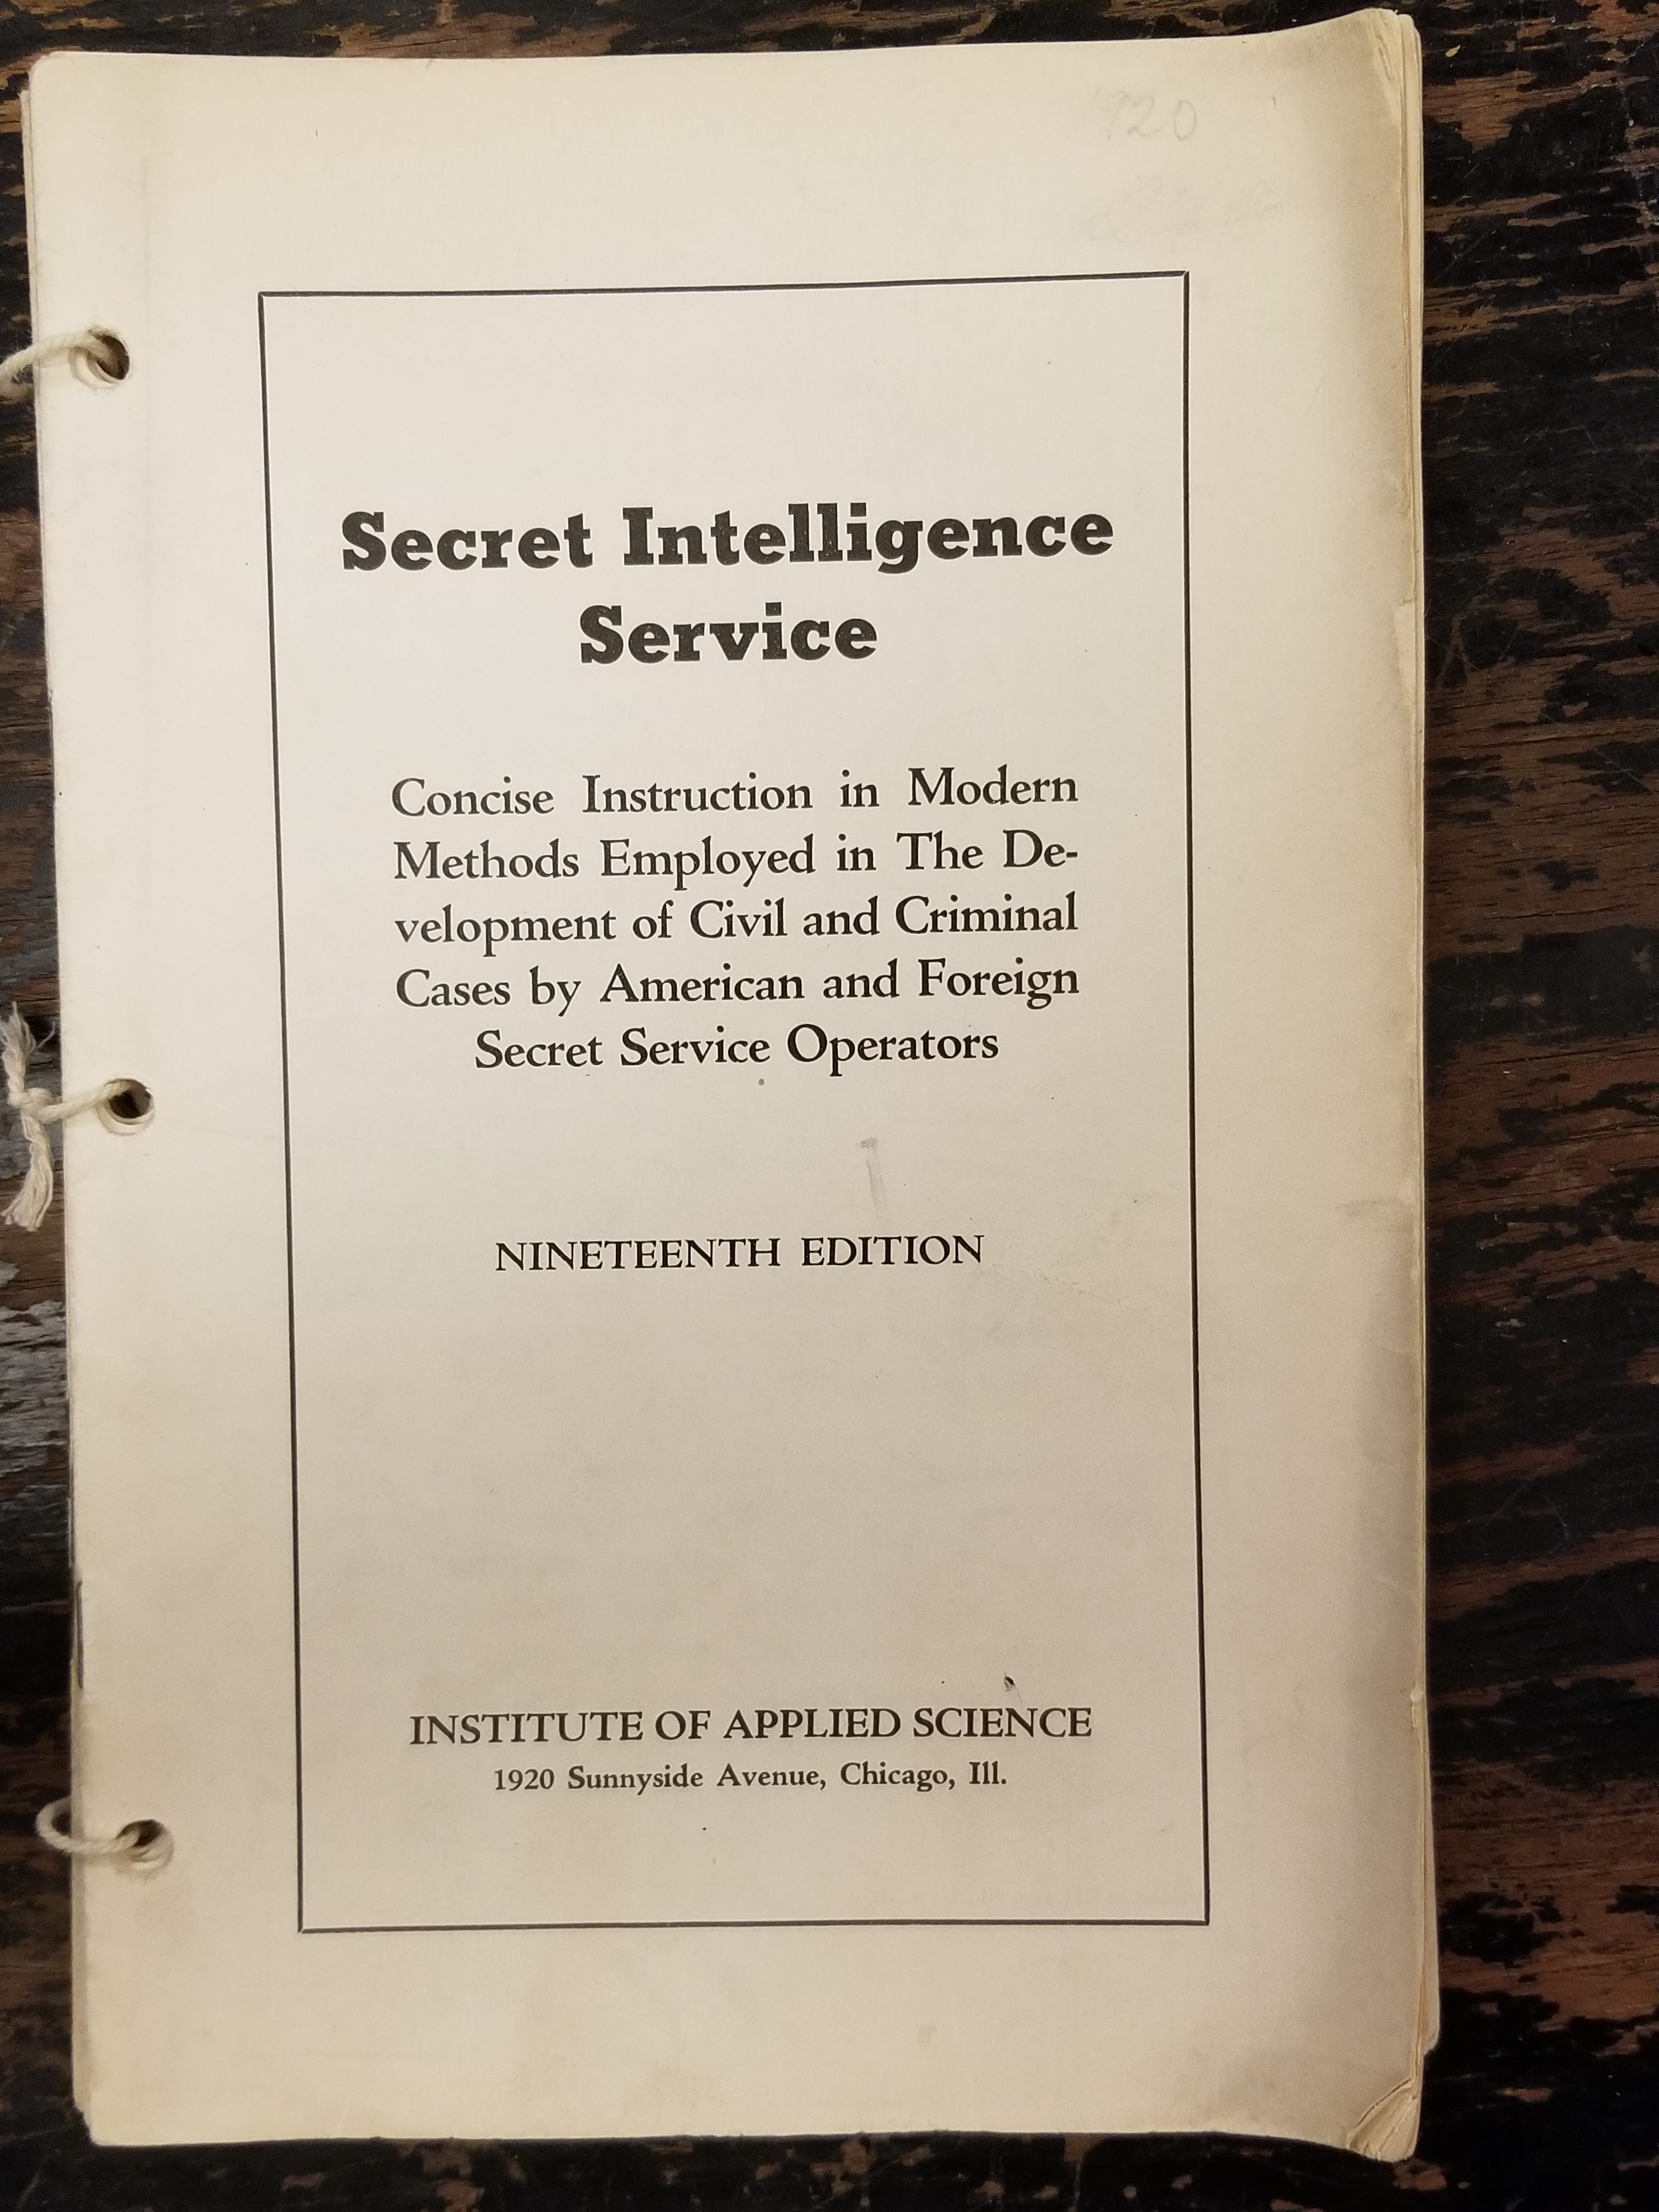 1920
Secret Intelligence
Service
Concise Instruction in Modern
Methods Employed in The De-
velopment of Civil and Criminal
Cases by American and Foreign
Secret Service Operators
NINETEENTH EDITION
INSTITUTE OF APPLIED SCIENCE
1920 Sunnyside Avenue, Chicago, Ill.